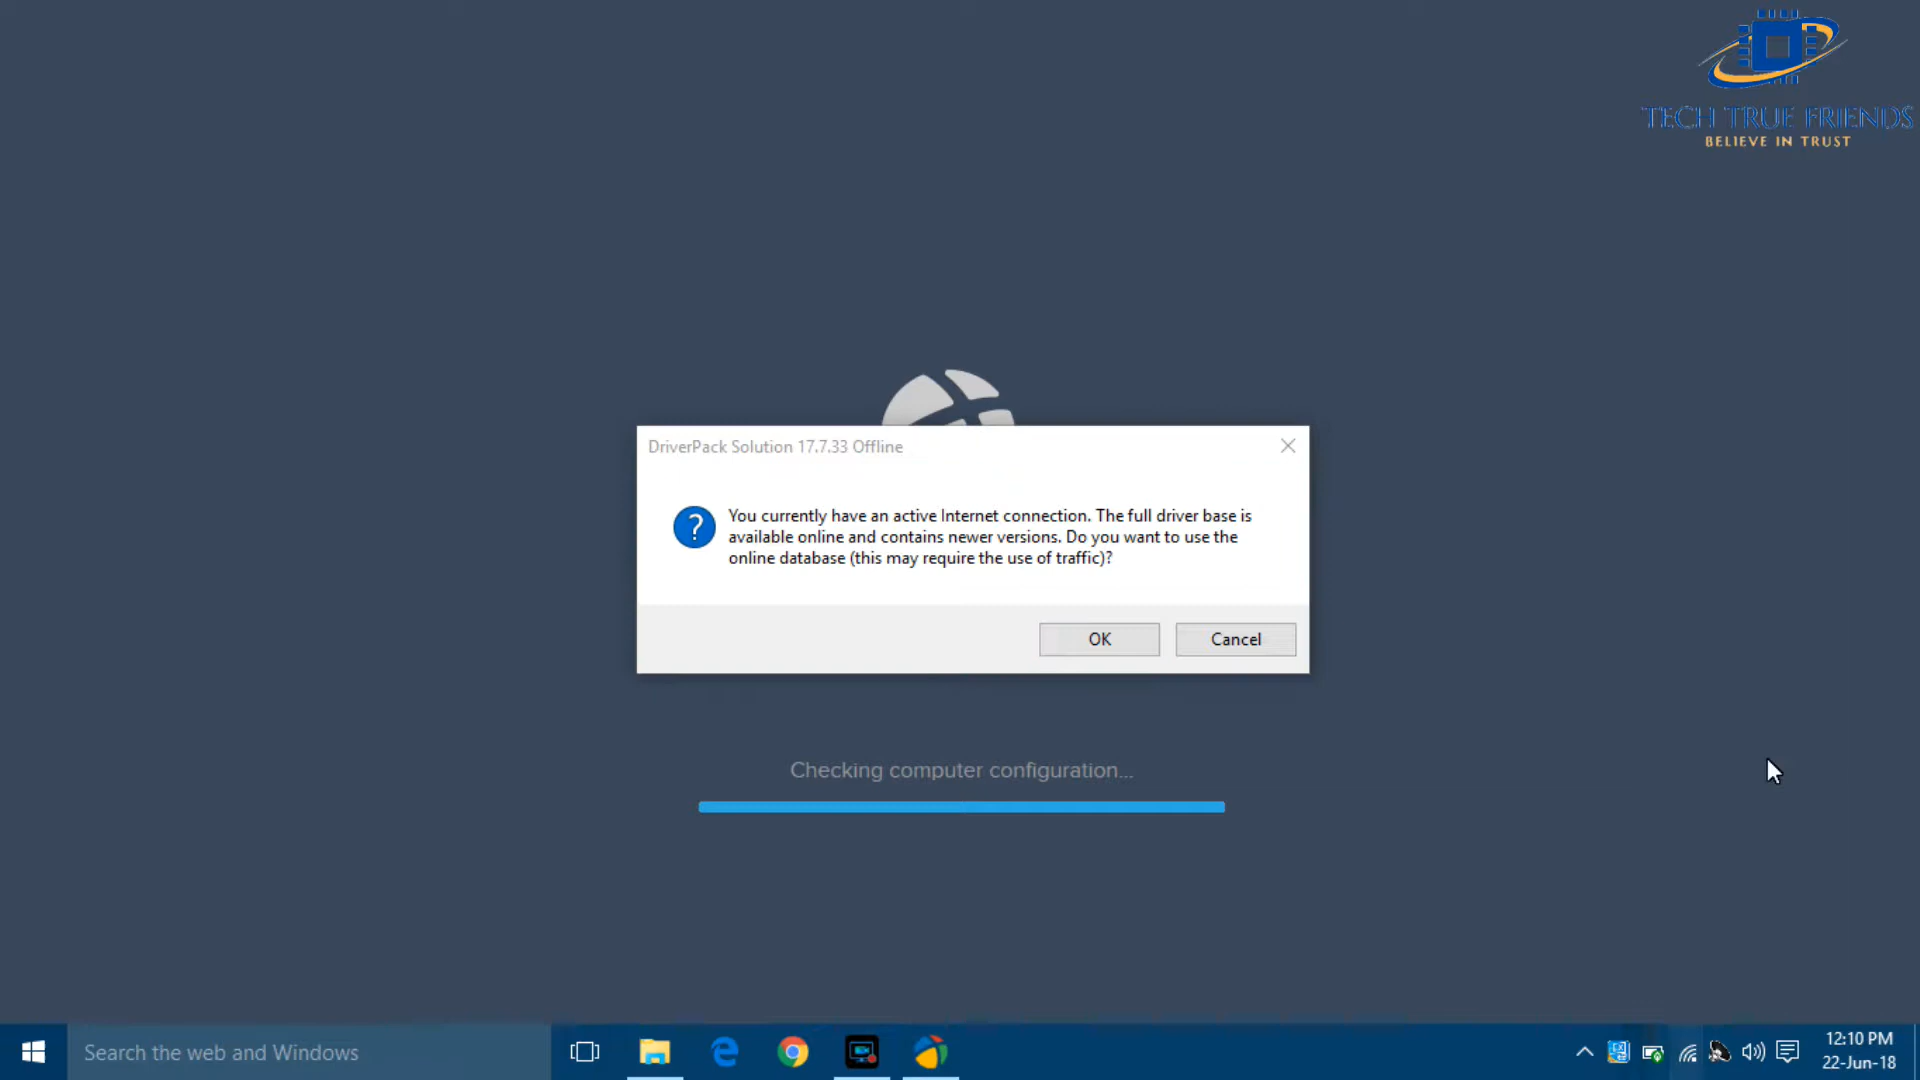 TECH TRUE FRIENDS
BELIEVE IN TRUST
DriverPack Solution 17.7.33 Offline
You currently have an active Internet connection. The full driver base is
available online and contains newer versions. Do you want to use the
online database (this may require the use of traffic)?
OK
Cancel
Checking computer configuration...
Search the web and Windows
12:10 PM
22-Jun-18